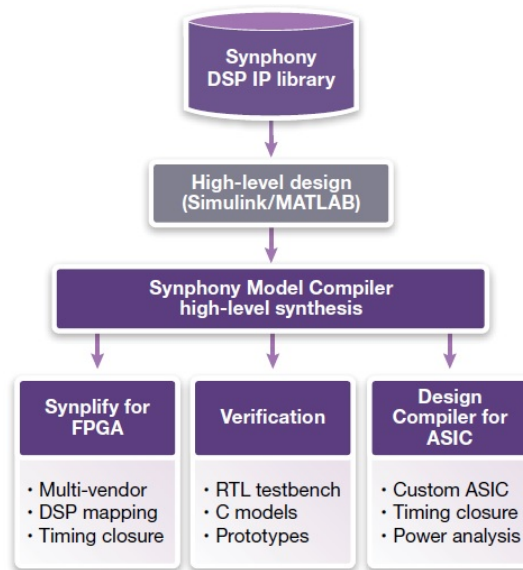 Synphony
DSP IP library
High-level design
(Simulink/MATLAB)
Synphony Model Compiler
high-level synthesis
Synplify for
FPGA
• Multi-vendor
• DSP mapping
• Timing closure
Verification
• RTL testbench
• C models
• Prototypes
Design
Compiler for
ASIC
• Custom ASIC
• Timing closure
• Power analysis